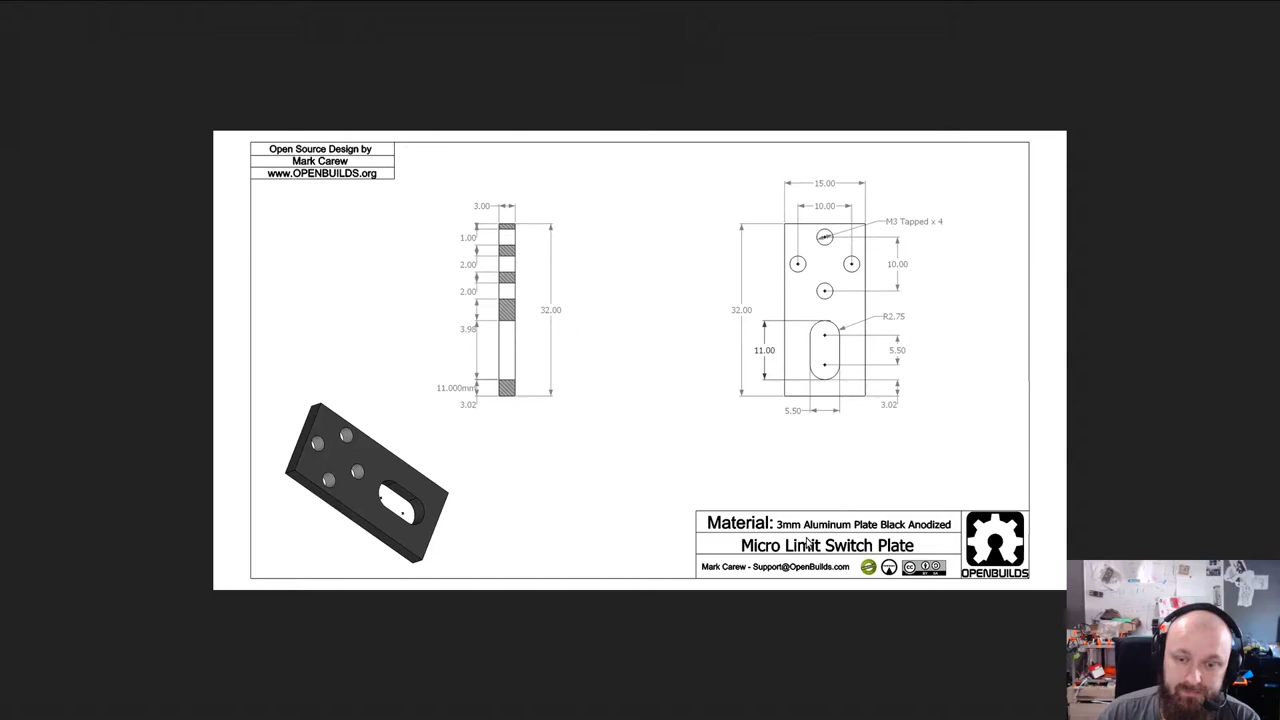 Open Source Design by
Mark Carew
www.OPENBUILDS.org
3.00
1.00
2.00
2.00
3.98
11.000mm
3.02
32.00
15.00
10.00
M3 Tapped x 4
10.00
32.00
R2.75
11.00
5.50
3.02
5.50
Material: 3mm Aluminum Plate Black Anodized
Micro Limit Switch Plate
Mark Carew - Support@OpenBuilds.com
OPENBUILDS